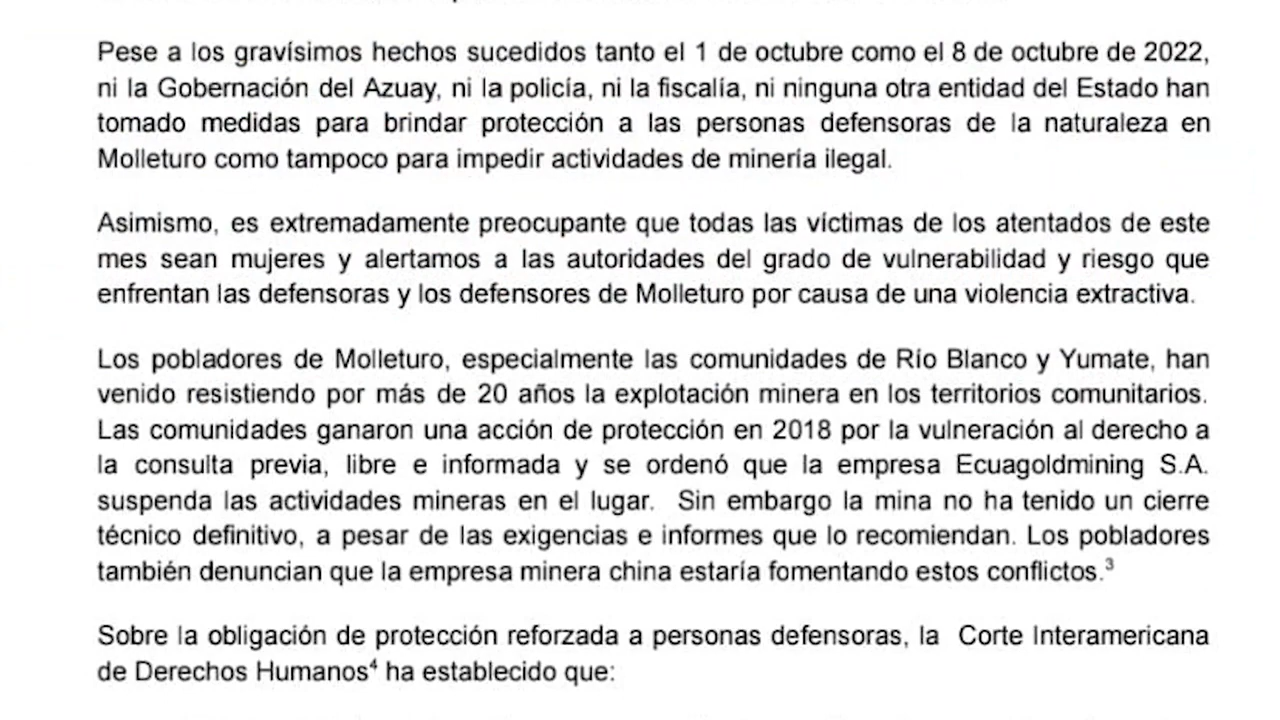 Pese a los gravísimos hechos sucedidos tanto el 1 de octubre como el 8 de octubre de 2022,
ni la Gobernación del Azuay, ni la policía, ni la fiscalía, ni ninguna otra entidad del Estado han
tomado medidas para brindar protección a las personas defensoras de la naturaleza en
Molleturo como tampoco para impedir actividades de minería ilegal.
Asimismo, es extremadamente preocupante que todas las víctimas de los atentados de este
mes sean mujeres y alertamos a las autoridades del grado de vulnerabilidad y riesgo que
enfrentan las defensoras y los defensores de Molleturo por causa de una violencia extractiva.
Los pobladores de Molleturo, especialmente las comunidades de Río Blanco y Yumate, han
venido resistiendo por más de 20 años la explotación minera en los territorios comunitarios.
Las comunidades ganaron una acción de protección en 2018 por la vulneración al derecho a
la consulta previa, libre e informada y se ordenó que la empresa Ecuagoldmining S.A.
suspenda las actividades mineras en el lugar. Sin embargo la mina no ha tenido un cierre
técnico definitivo, a pesar de las exigencias e informes que lo recomiendan. Los pobladores
también denuncian que la empresa minera china estaría fomentando estos conflictos.³
Sobre la obligación de protección reforzada a personas defensoras, la Corte Interamericana
de Derechos Humanos⁴ ha establecido que: